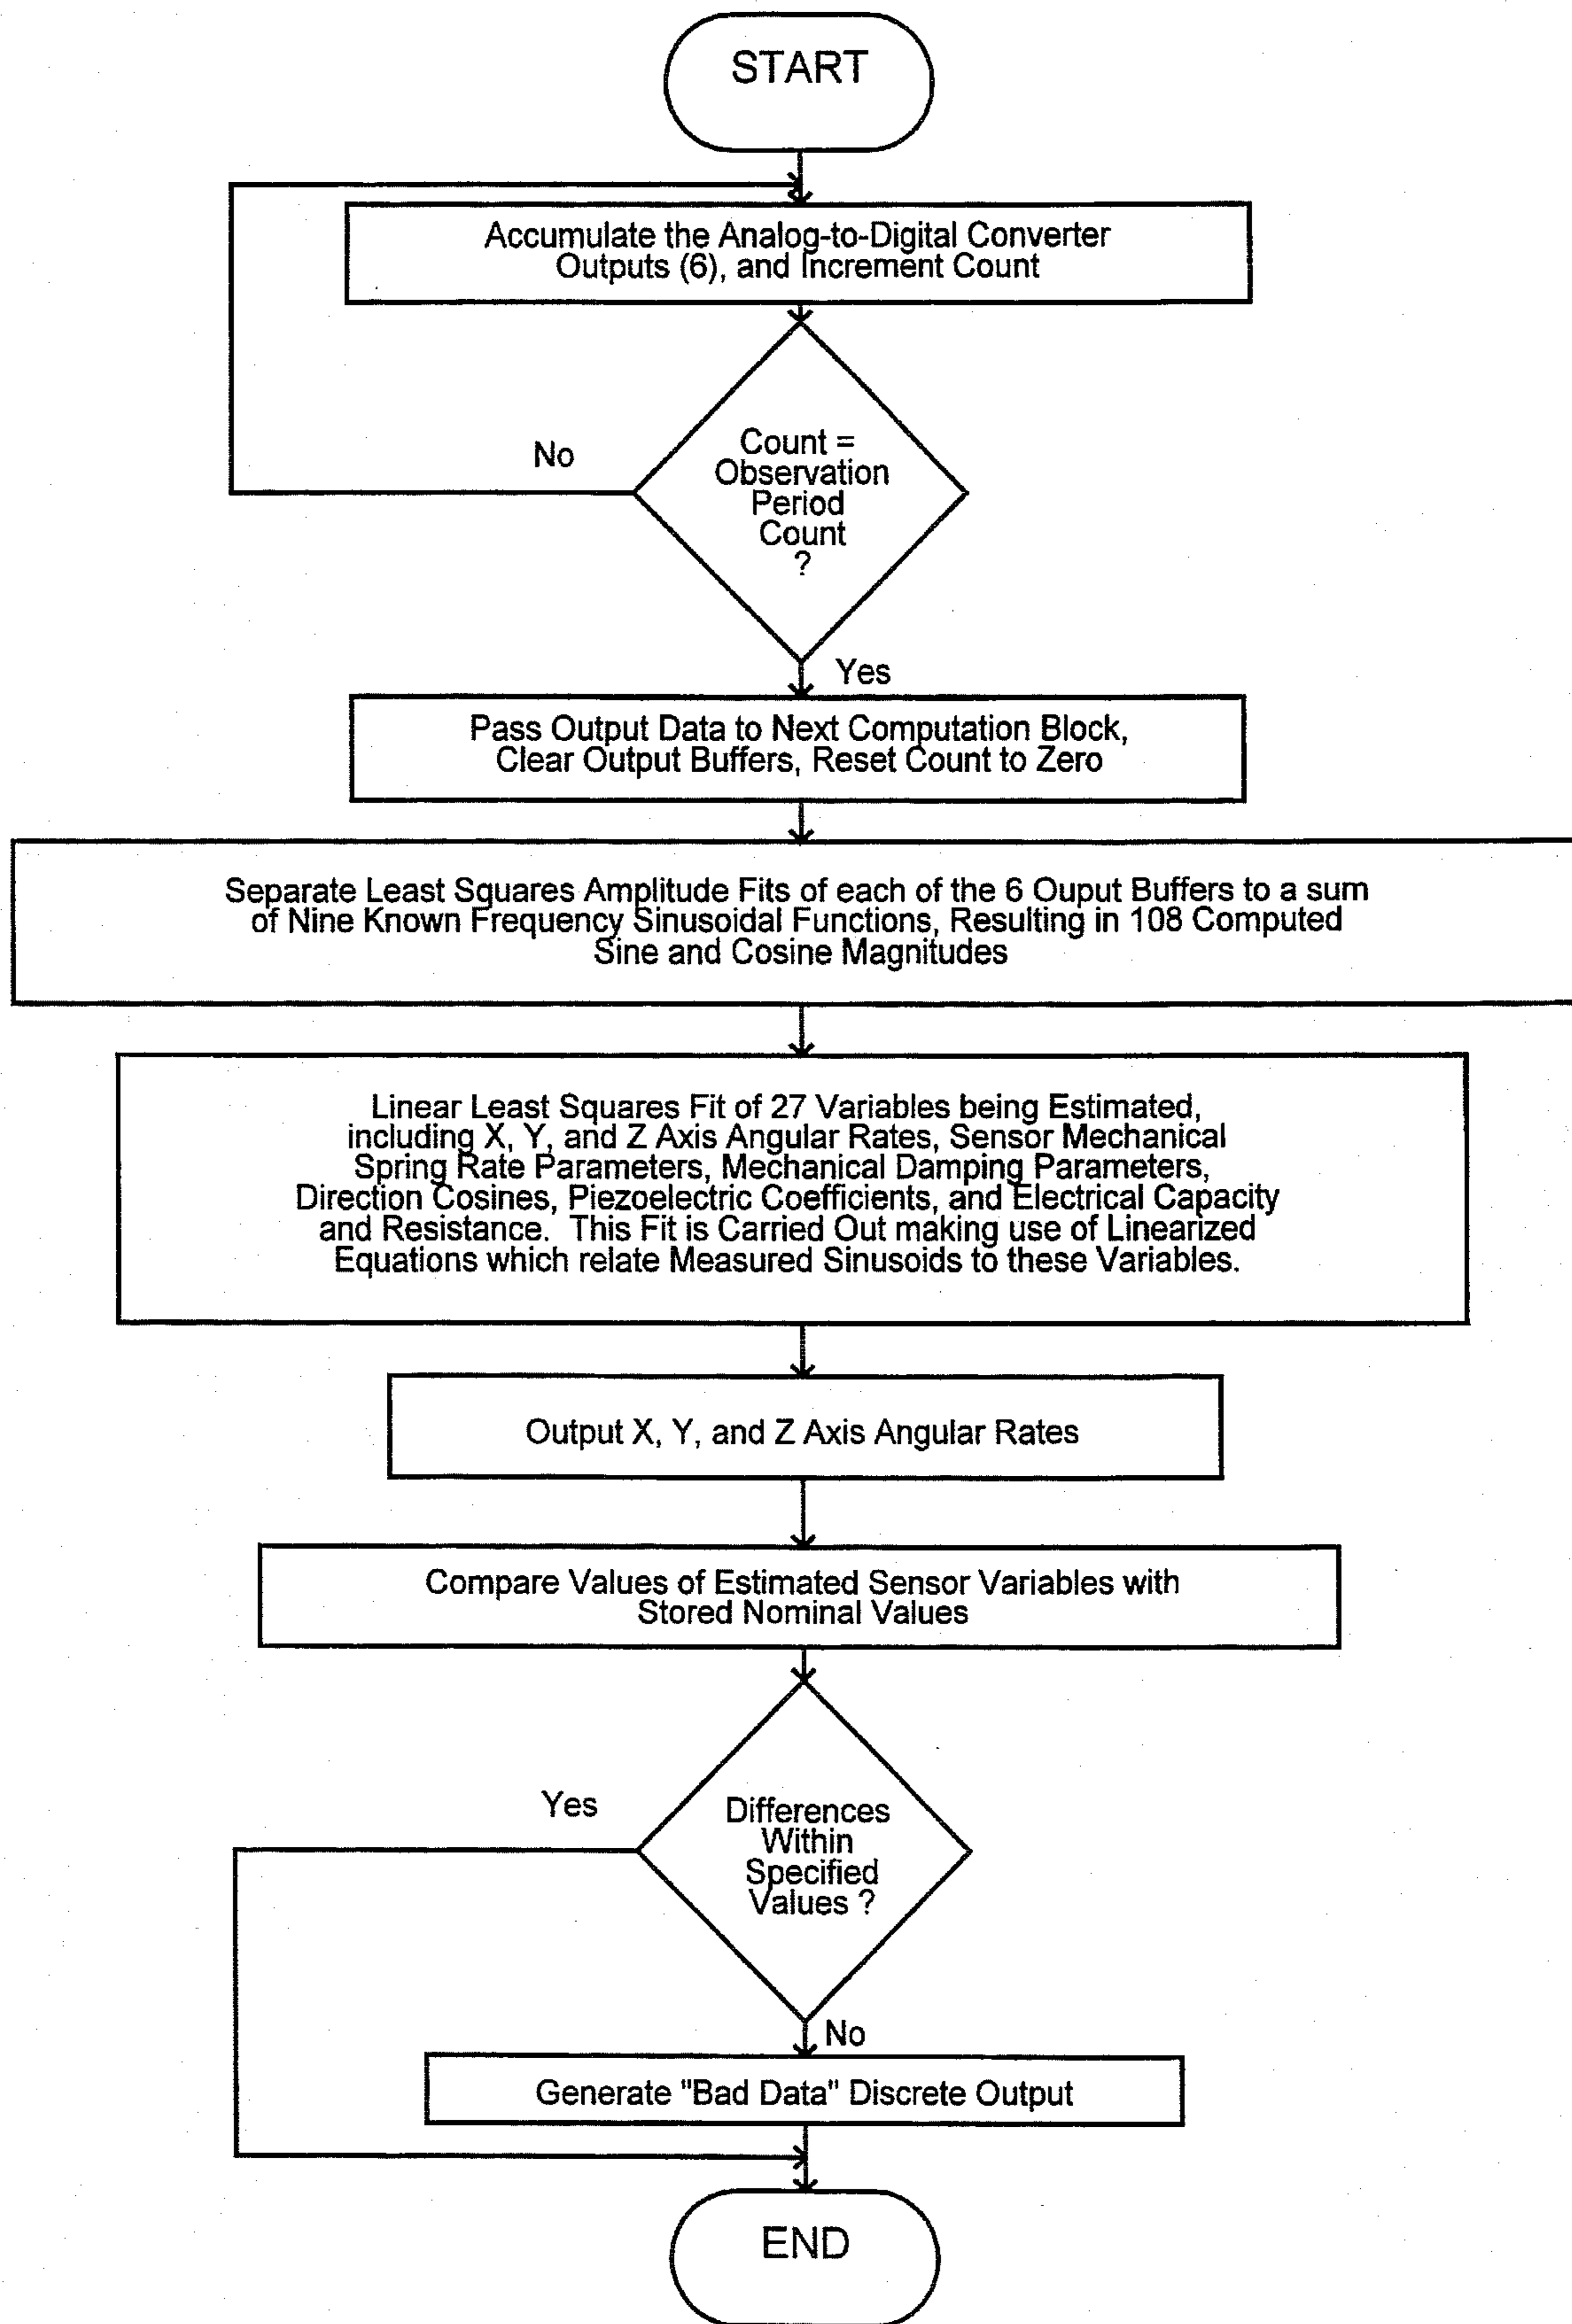 START
Accumulate the Analog-to-Digital Converter
Outputs (6), and Increment Count
No
Count =
Observation
Period
Count
?
Yes
Pass Output Data to Next Computation Block,
Clear Output Buffers, Reset Count to Zero
Separate Least Squares Amplitude Fits of each of the 6 Ouput Buffers to a sum
of Nine Known Frequency Sinusoidal Functions, Resulting in 108 Computed
Sine and Cosine Magnitudes
Linear Least Squares Fit of 27 Variables being Estimated,
including X, Y, and Z Axis Angular Rates, Sensor Mechanical
Spring Rate Parameters, Mechanical Damping Parameters,
Direction Cosines, Piezoelectric Coefficients, and Electrical Capacity
and Resistance. This Fit is Carried Out making use of Linearized
Equations which relate Measured Sinusoids to these Variables.
Output X, Y, and Z Axis Angular Rates
Compare Values of Estimated Sensor Variables with
Stored Nominal Values
Yes
Differences
Within
Specified
Values ?
No
Generate "Bad Data" Discrete Output
END